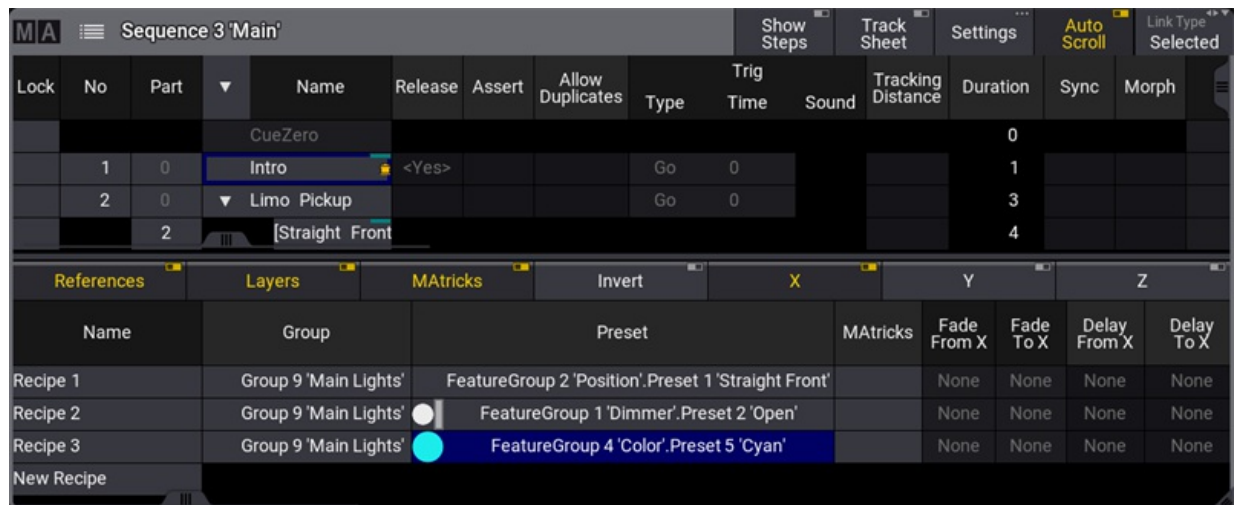 MA Sequence 3 'Main' Show Steps Track Sheet Settings Auto Scroll Link Type Selected
Lock No Part Name Release Assert Allow Duplicates Trig Type Time Sound Tracking Distance Duration Sync Morph
CueZero 0
1 0 Intro <Yes> Go 0 1
2 0 Limo Pickup Go 0 3
2 [Straight Front 4
References Layers MAtricks Invert X Y Z
Name Group Preset MAtricks Fade From X Fade To X Delay From X Delay To X
Recipe 1 Group 9 'Main Lights' FeatureGroup 2 'Position'.Preset 1 'Straight Front' None None None None
Recipe 2 Group 9 'Main Lights' FeatureGroup 1 'Dimmer'.Preset 2 'Open' None None None None
Recipe 3 Group 9 'Main Lights' FeatureGroup 4 'Color'.Preset 5 'Cyan' None None None None
New Recipe